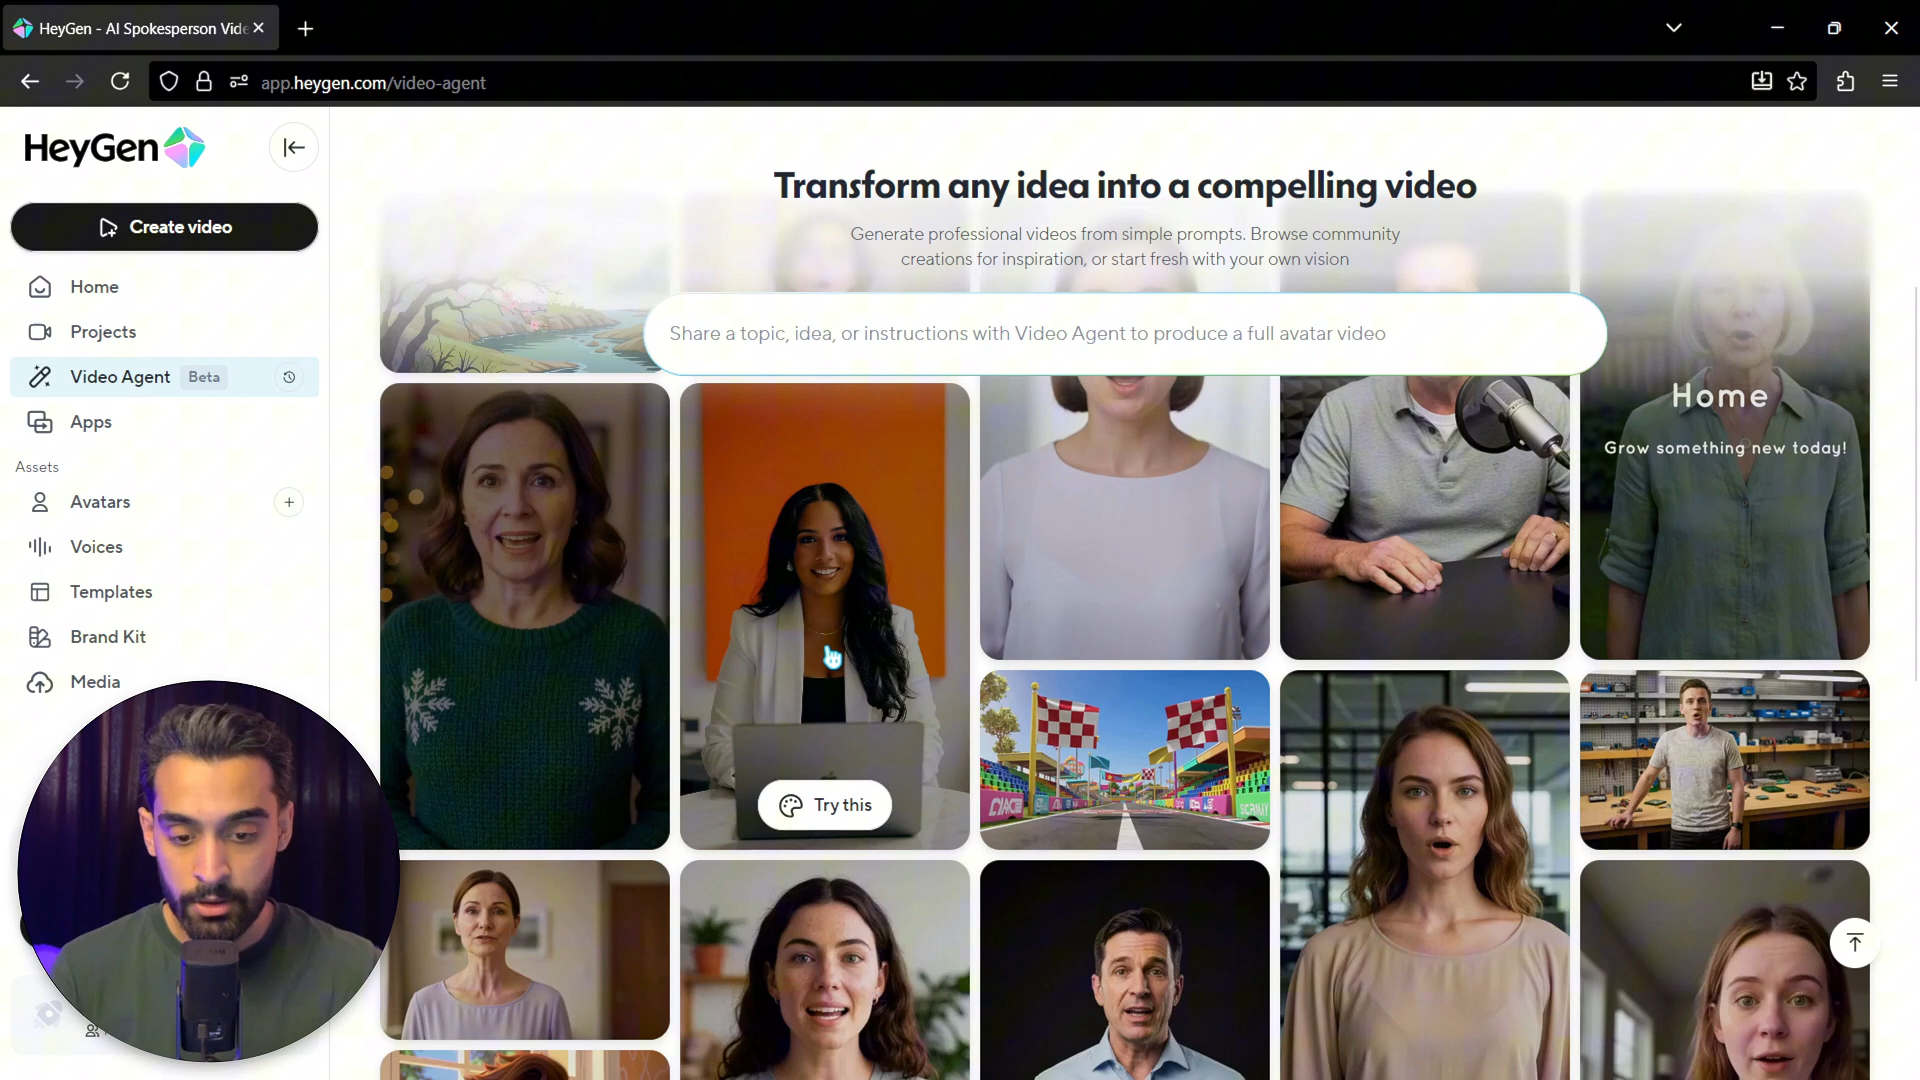 HeyGen - AI Spokesperson Vide
app.heygen.com/video-agent
HeyGen
Create video
Home
Projects
Video Agent Beta
Apps
Assets
Avatars
Voices
Templates
Brand Kit
Media
Transform any idea into a compelling video
Generate professional videos from simple prompts. Browse community
creations for inspiration, or start fresh with your own vision
Share a topic, idea, or instructions with Video Agent to produce a full avatar video
Home
Grow something new today!
Try this